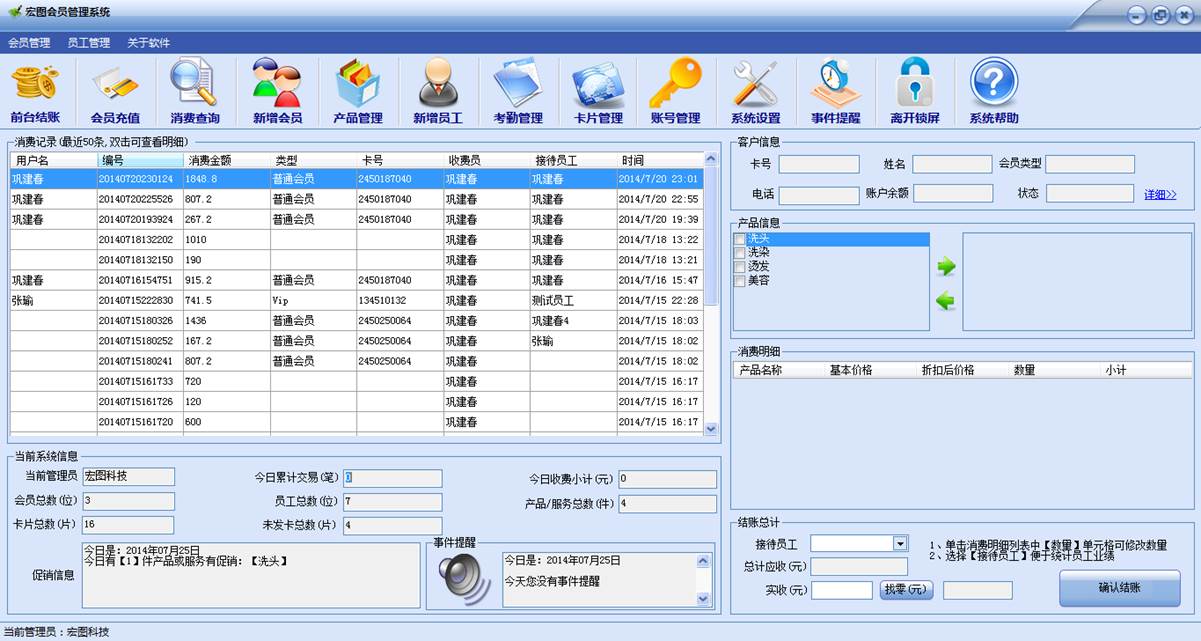 宏图会员管理系统
会员管理 员工管理 关于软件
前台结账 会员充值 消费查询 新增会员 产品管理 新增员工 考勤管理 卡片管理 账号管理 系统设置 事件提醒 离开锁屏 系统帮助
消费记录(最近50条,双击可查看明细)
用户名 编号 消费金额 类型 卡号 收费员 接待员工 时间
巩建春 20140720230124 1848.8 普通会员 2450187040 巩建春 巩建春 2014/7/20 23:01
巩建春 20140720225526 807.2 普通会员 2450187040 巩建春 巩建春 2014/7/20 22:55
巩建春 20140720193924 267.2 普通会员 2450187040 巩建春 巩建春 2014/7/20 19:39
20140718132202 1010 巩建春 巩建春 2014/7/18 13:22
20140718132150 190 巩建春 巩建春 2014/7/18 13:21
巩建春 20140716154751 915.2 普通会员 2450187040 巩建春 巩建春 2014/7/16 15:47
张瑜 20140715222830 741.5 Vip 134510132 巩建春 测试员工 2014/7/15 22:28
20140715180326 1436 普通会员 2450250064 巩建春 巩建春4 2014/7/15 18:03
20140715180252 167.2 普通会员 2450250064 巩建春 张瑜 2014/7/15 18:02
20140715180241 807.2 普通会员 2450250064 巩建春 2014/7/15 18:02
20140715161733 720 巩建春 2014/7/15 16:17
20140715161726 120 巩建春 2014/7/15 16:17
20140715161720 600 巩建春 2014/7/15 16:17
当前系统信息
当前管理员 宏图科技 今日累计交易(笔) 0 今日收费小计(元) 0
会员总数(位) 3 员工总数(位) 7 产品/服务总数(件) 4
卡片总数(片) 16 未发卡总数(片) 4
促销信息
今日是：2014年07月25日
今日有【1】件产品或服务有促销：【洗头】
事件提醒
今日是：2014年07月25日
今天您没有事件提醒
客户信息
卡号 姓名 会员类型
电话 账户余额 状态 详细>>
产品信息
洗头
洗染
烫发
美容
消费明细
产品名称 基本价格 折扣后价格 数量 小计
结账总计
接待员工
总计应收(元)
实收(元) 找零(元)
1、单击消费明细列表中【数量】单元格可修改数量
2、选择【接待员工】便于统计员工业绩
确认结账
当前管理员：宏图科技